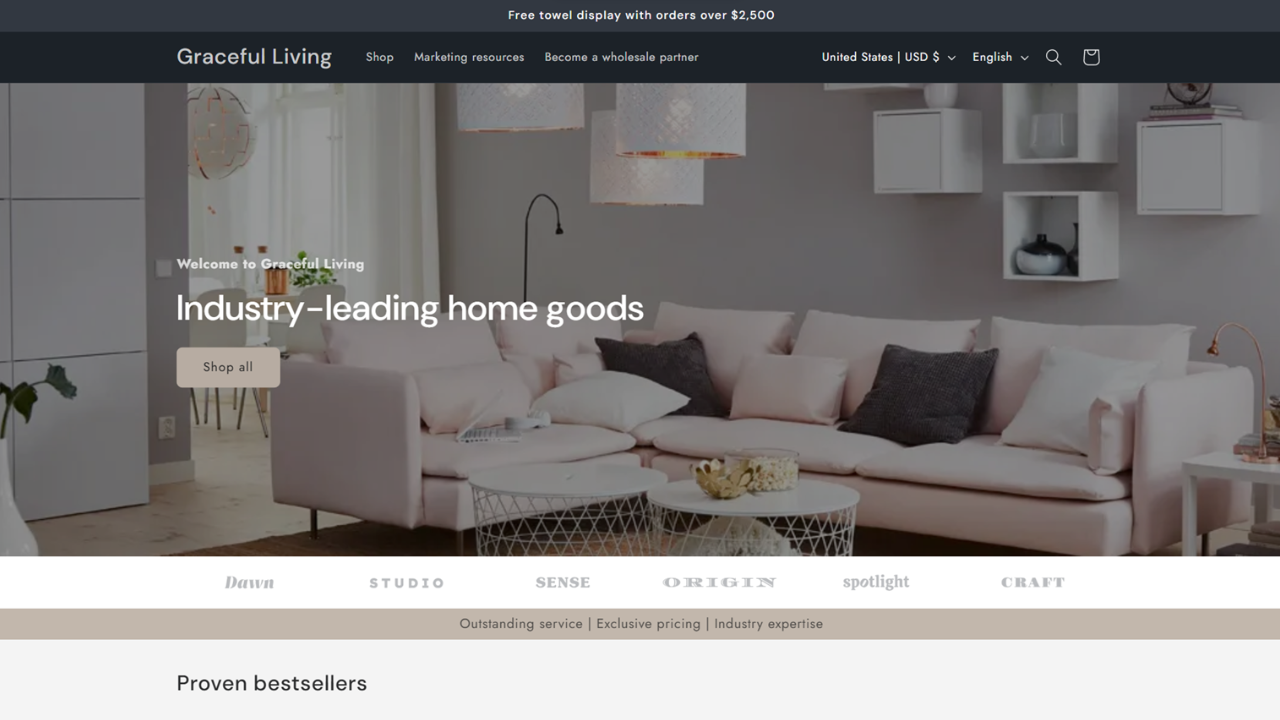 Free towel display with orders over $2,500
Graceful Living
Shop
Marketing resources
Become a wholesale partner
United States | USD $
English
Welcome to Graceful Living
Industry-leading home goods
Shop all
Dawn
STUDIO
SENSE
ORIGIN
spotlight
CRAFT
Outstanding service | Exclusive pricing | Industry expertise
Proven bestsellers